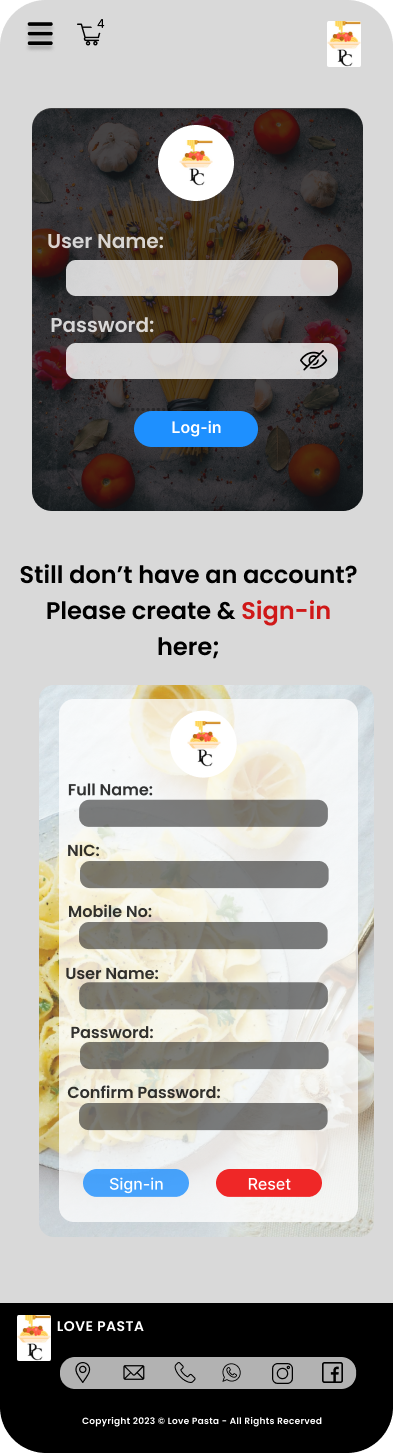 4
PC
PC
User Name:
Password:
Log-in
Still don’t have an account?
Please create & Sign-in
here;
PC
Full Name:
NIC:
Mobile No:
User Name:
Password:
Confirm Password:
Sign-in
Reset
PC
LOVE PASTA
Copyright 2023 © Love Pasta - All Rights Recerved